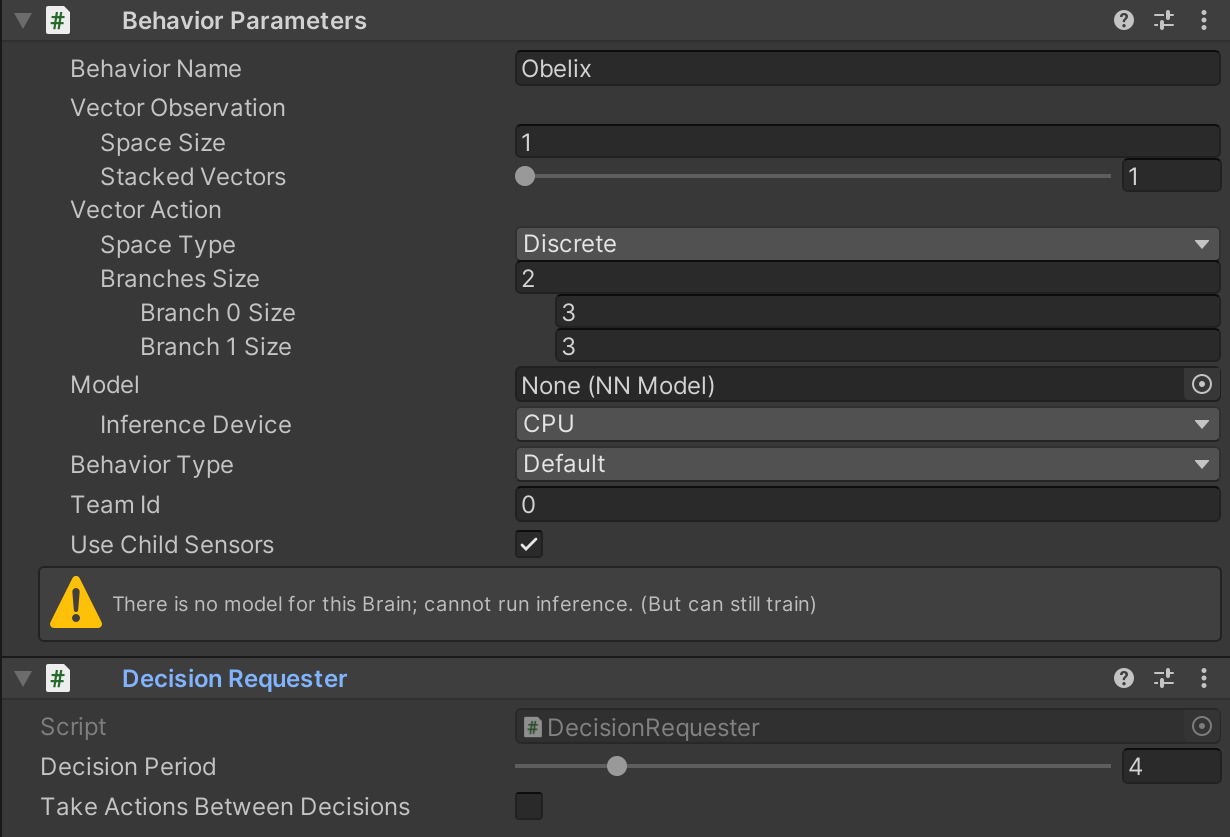 # Behavior Parameters
Behavior Name Obelix
Vector Observation
Space Size 1
Stacked Vectors 1
Vector Action
Space Type Discrete
Branches Size 2
Branch 0 Size 3
Branch 1 Size 3
Model None (NN Model)
Inference Device CPU
Behavior Type Default
Team Id 0
Use Child Sensors
There is no model for this Brain; cannot run inference. (But can still train)
# Decision Requester
Script # DecisionRequester
Decision Period 4
Take Actions Between Decisions